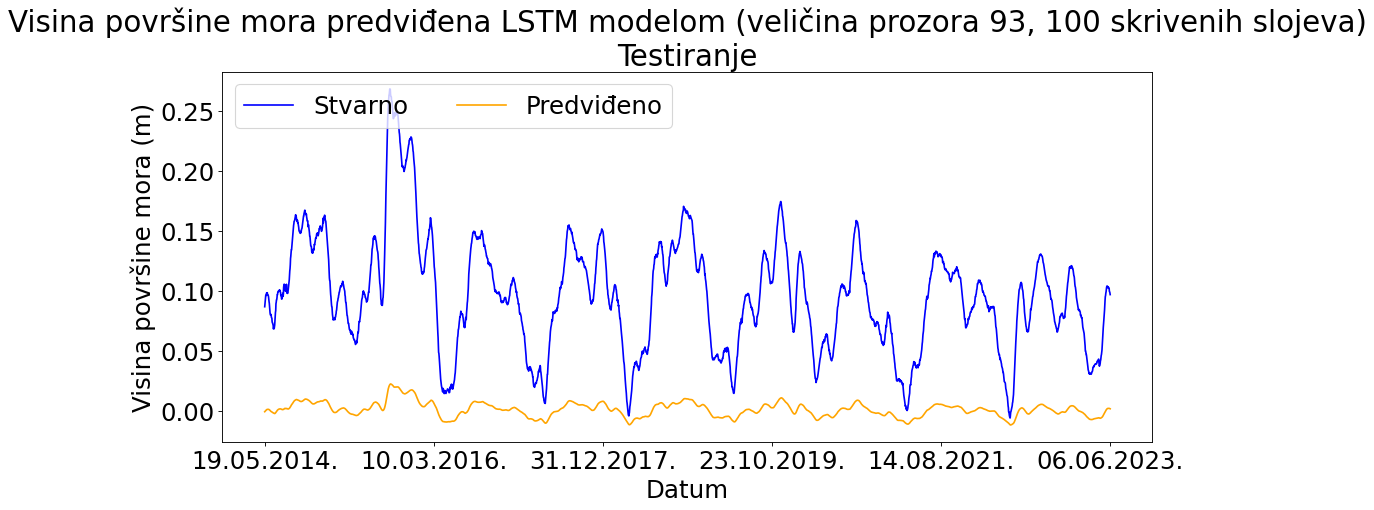 Visina površine mora predviđena LSTM modelom (veličina prozora 93, 100 skrivenih slojeva)
Testiranje
Stvarno Predviđeno
Visina površine mora (m)
0.25
0.20
0.15
0.10
0.05
0.00
19.05.2014. 10.03.2016. 31.12.2017. 23.10.2019. 14.08.2021. 06.06.2023.
Datum